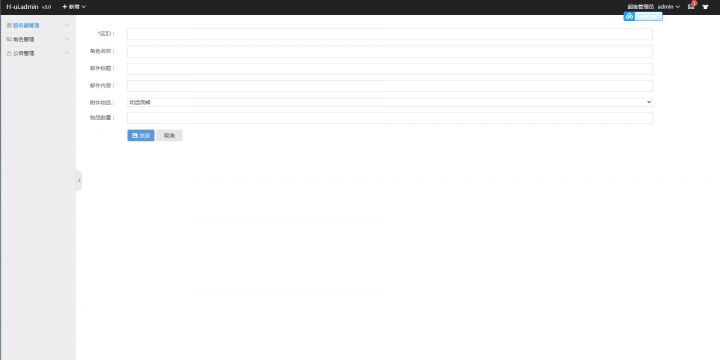 H-ui.admin v3.0 + 新增 超级管理员 admin
服务器管理
角色管理
公告管理
*区ID：
角色名称：
邮件标题：
邮件内容：
附件物品：
物品数量：
发送 取消